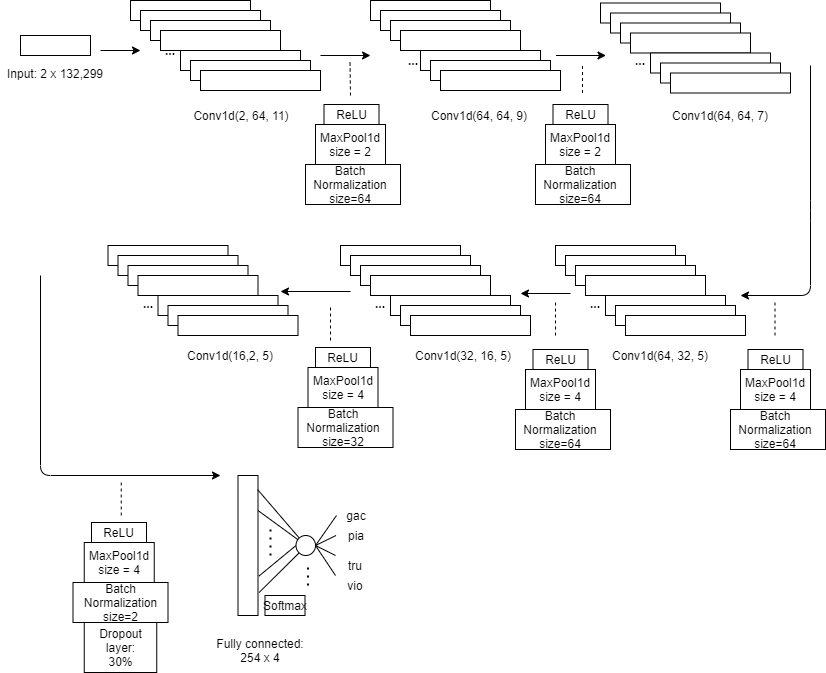 Input: 2 x 132,299
...
Conv1d(2, 64, 11)
ReLU
MaxPool1d
size = 2
Batch
Normalization
size=64
...
Conv1d(64, 64, 9)
ReLU
MaxPool1d
size = 2
Batch
Normalization
size=64
...
Conv1d(64, 64, 7)
ReLU
MaxPool1d
size = 4
Batch
Normalization
size=64
...
Conv1d(64, 32, 5)
ReLU
MaxPool1d
size = 4
Batch
Normalization
size=64
...
Conv1d(32, 16, 5)
ReLU
MaxPool1d
size = 4
Batch
Normalization
size=32
...
Conv1d(16,2, 5)
ReLU
MaxPool1d
size = 4
Batch
Normalization
size=2
Dropout
layer:
30%
gac
pia
tru
vio
Softmax
Fully connected:
254 x 4